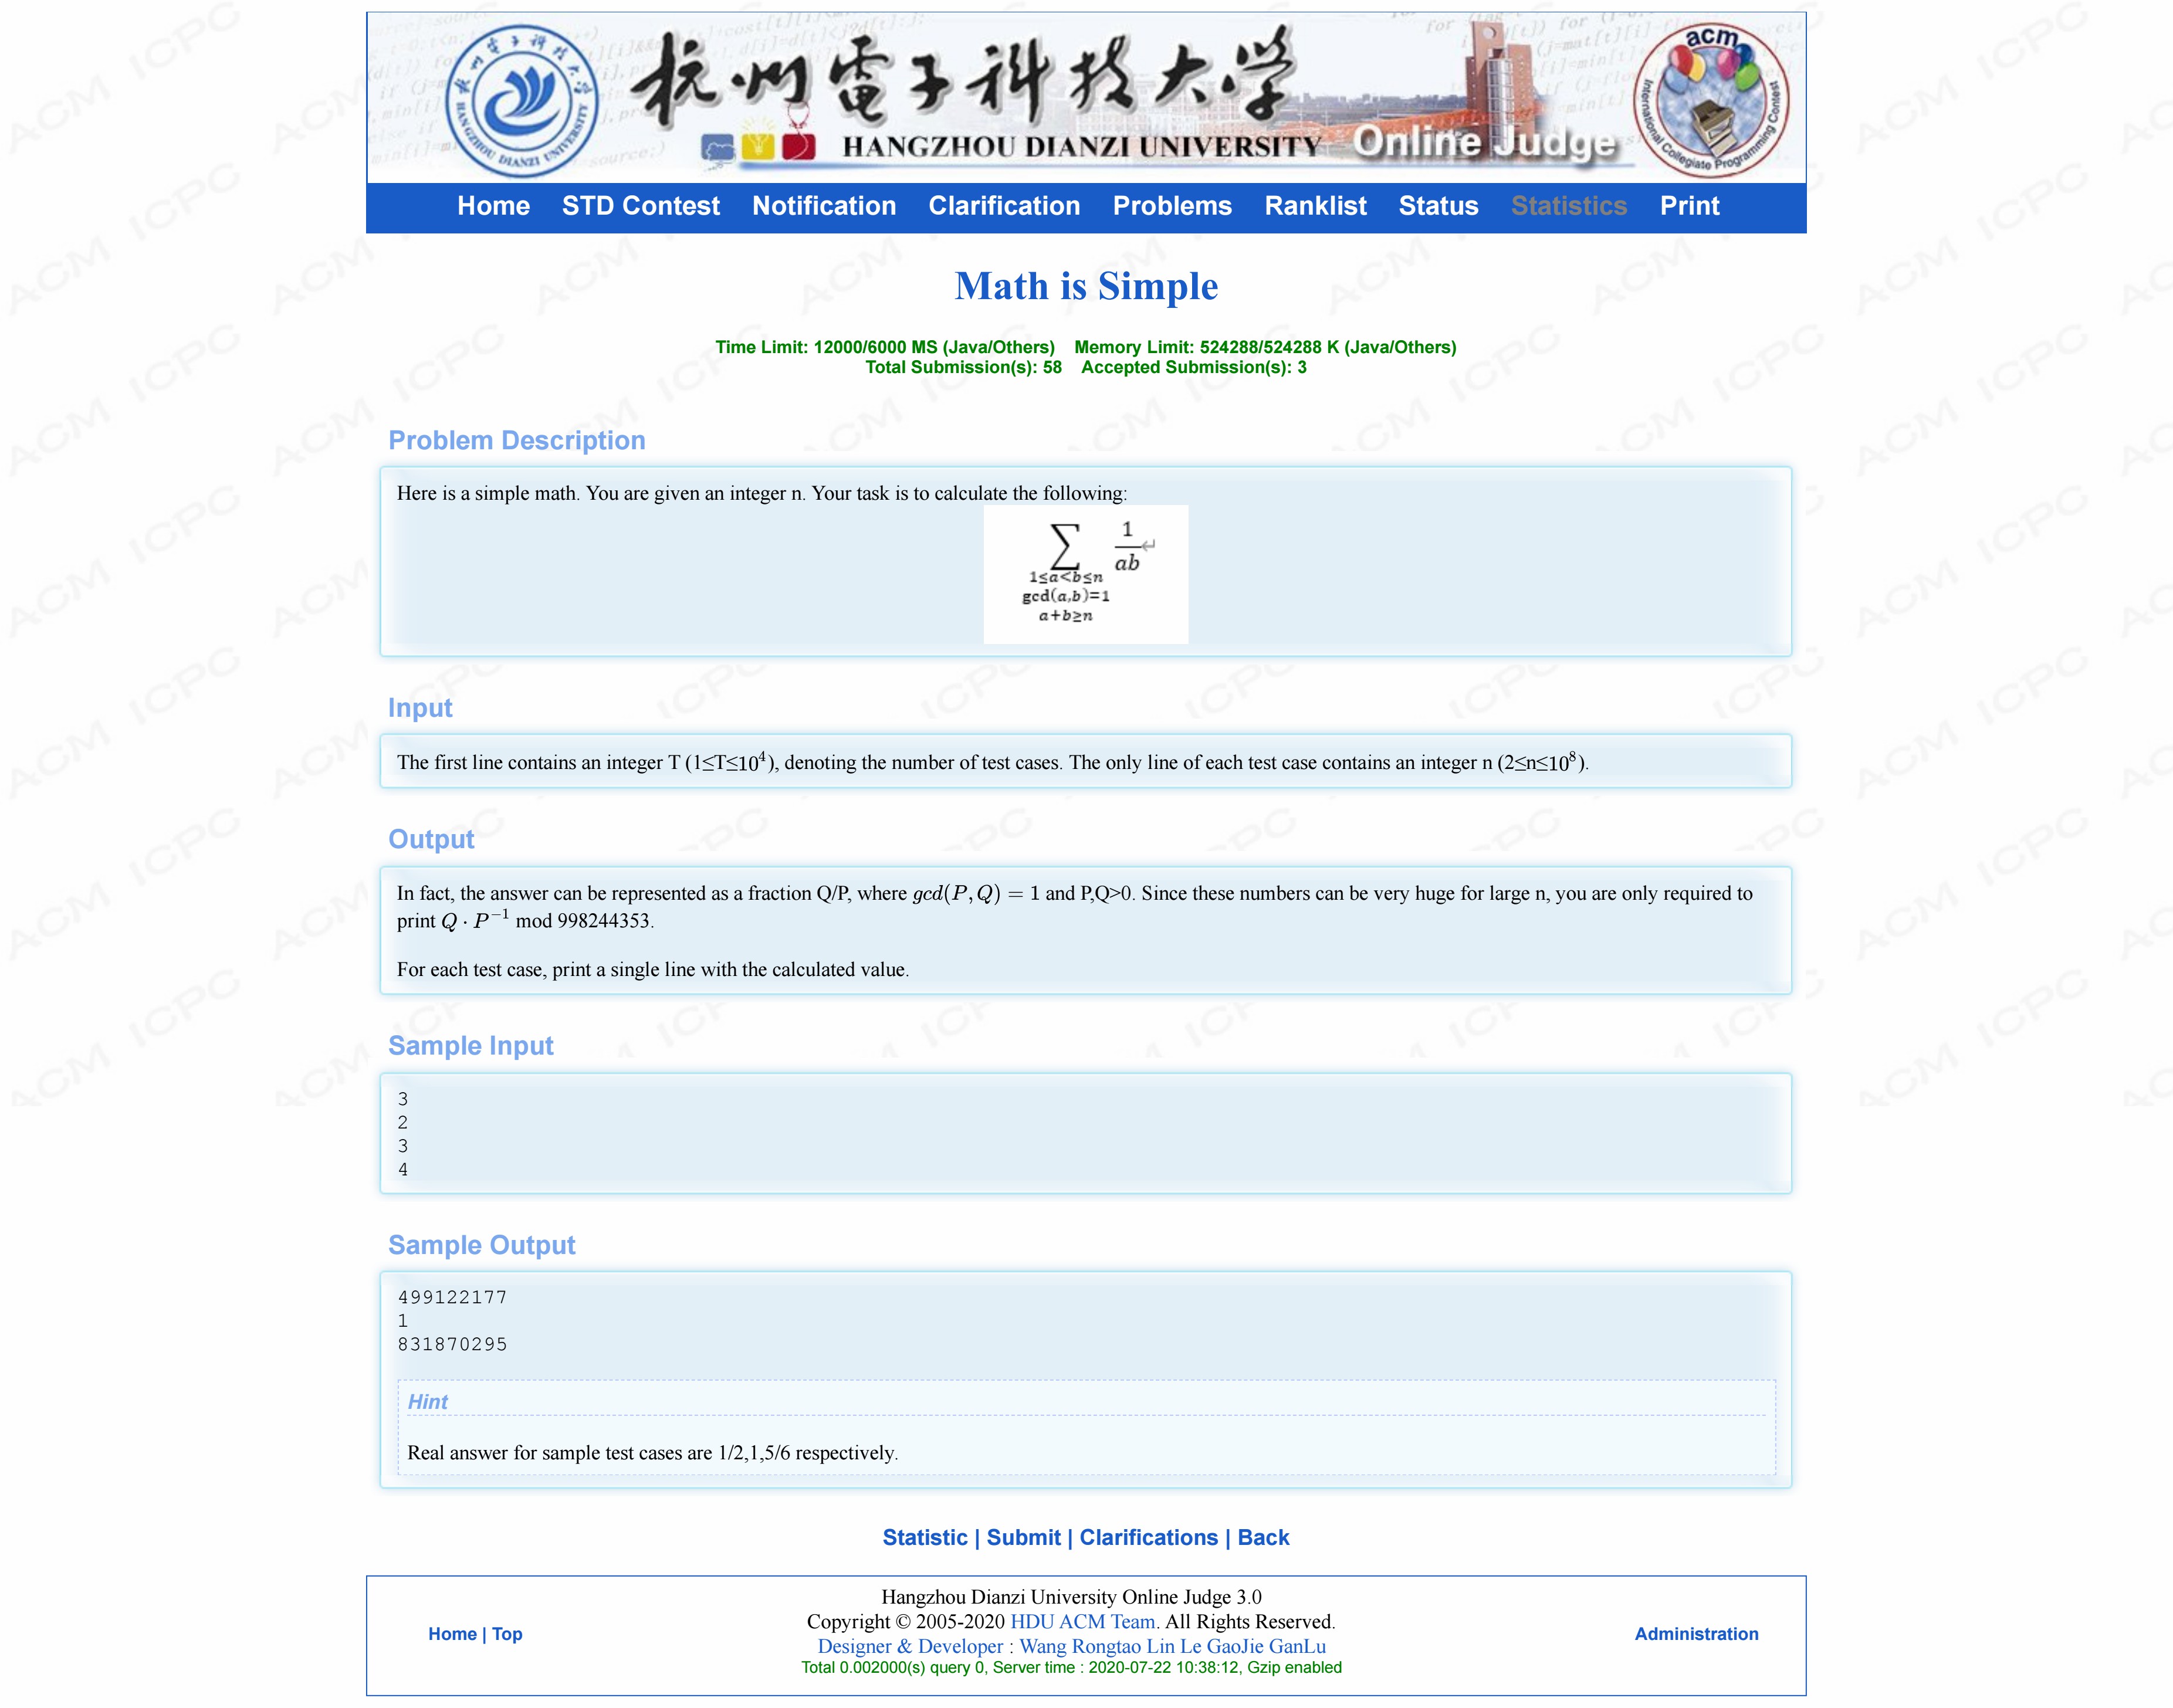 杭州電子科技大学
HANGZHOU DIANZI UNIVERSITY
Online Judge
acm
International Collegiate Programming Contest
Home STD Contest Notification Clarification Problems Ranklist Status Statistics Print
Math is Simple
Time Limit: 12000/6000 MS (Java/Others) Memory Limit: 524288/524288 K (Java/Others)
Total Submission(s): 58 Accepted Submission(s): 3
Problem Description
Here is a simple math. You are given an integer n. Your task is to calculate the following:
∑ 1/ab
1≤a<b≤n
gcd(a,b)=1
a+b≥n
Input
The first line contains an integer T (1≤T≤10^4), denoting the number of test cases. The only line of each test case contains an integer n (2≤n≤10^8).
Output
In fact, the answer can be represented as a fraction Q/P, where gcd(P, Q) = 1 and P,Q>0. Since these numbers can be very huge for large n, you are only required to
print Q · P^−1 mod 998244353.
For each test case, print a single line with the calculated value.
Sample Input
3
2
3
4
Sample Output
499122177
1
831870295
Hint
Real answer for sample test cases are 1/2,1,5/6 respectively.
Statistic | Submit | Clarifications | Back
Home | Top
Hangzhou Dianzi University Online Judge 3.0
Copyright © 2005-2020 HDU ACM Team. All Rights Reserved.
Designer & Developer : Wang Rongtao Lin Le GaoJie GanLu
Total 0.002000(s) query 0, Server time : 2020-07-22 10:38:12, Gzip enabled
Administration